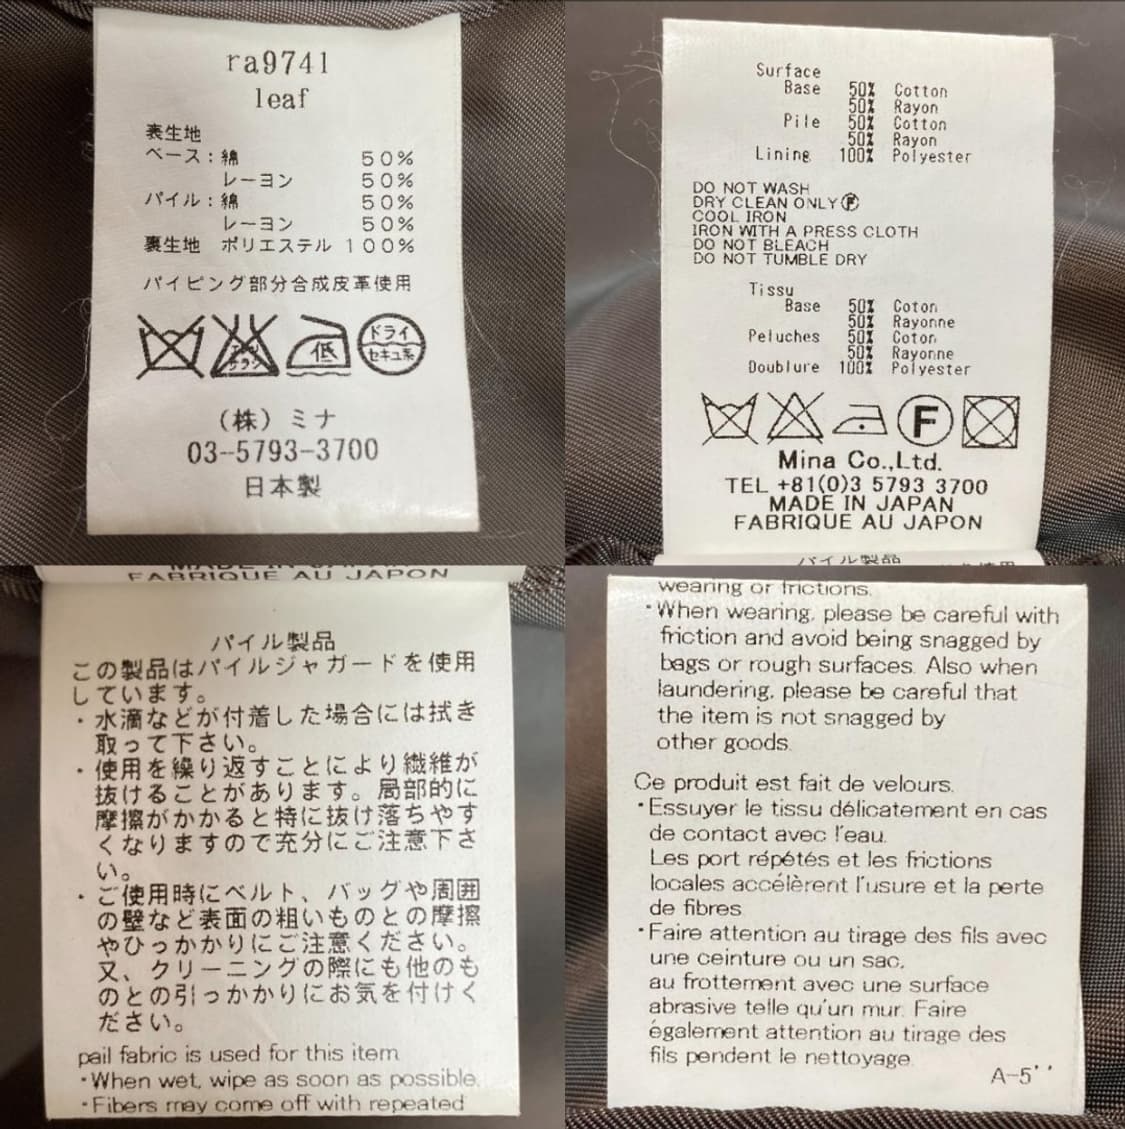 ra9741
leaf
表生地
ベース：綿 50%
レーヨン 50%
パイル：綿 50%
レーヨン 50%
裏生地 ポリエステル 100%
パイピング部分合成皮革使用
エンソサラシ
低
ドライ
セキユ系
(株) ミナ
03-5793-3700
日本製
Surface
Base 50% Cotton
50% Rayon
Pile 50% Cotton
50% Rayon
Lining 100% Polyester
DO NOT WASH
DRY CLEAN ONLY Ⓕ
COOL IRON
IRON WITH A PRESS CLOTH
DO NOT BLEACH
DO NOT TUMBLE DRY
Tissu
Base 50% Coton
50% Rayonne
Peluches 50% Coton
50% Rayonne
Doublure 100% Polyester
F
Mina Co.,Ltd.
TEL +81(0)3 5793 3700
MADE IN JAPAN
FABRIQUE AU JAPON
パイル製品
MADE IN JAPAN
FABRIQUE AU JAPON
パイル製品
この製品はパイルジャガードを使用
しています。
・水滴などが付着した場合には拭き
取って下さい。
・使用を繰り返すことにより繊維が
抜けることがあります。局部的に
摩擦がかかると特に抜け落ちやす
くなりますので充分にご注意下さ
い。
・ご使用時にベルト、バッグや周囲
の壁など表面の粗いものとの摩擦
やひっかかりにご注意ください。
又、クリーニングの際にも他のも
のとの引っかかりにお気を付けく
ださい。
pail fabric is used for this item
・When wet, wipe as soon as possible.
・Fibers may come off with repeated
wearing or frictions.
・When wearing, please be careful with
friction and avoid being snagged by
bags or rough surfaces. Also when
laundering, please be careful that
the item is not snagged by
other goods.
Ce produit est fait de velours.
・Essuyer le tissu délicatement en cas
de contact avec l'eau.
Les port répétés et les frictions
locales accélèrent l'usure et la perte
de fibres
・Faire attention au tirage des fils avec
une ceinture ou un sac,
au frottement avec une surface
abrasive telle qu'un mur. Faire
également attention au tirage des
fils pendent le nettoyage.
A-5''